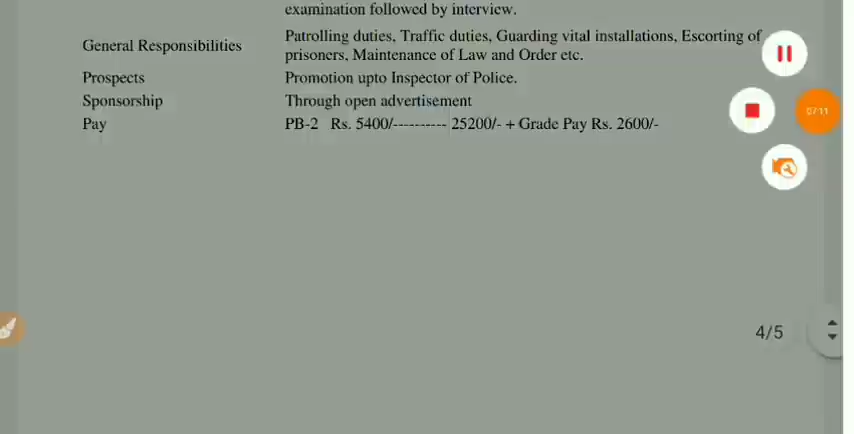 examination followed by interview.
General Responsibilities Patrolling duties, Traffic duties, Guarding vital installations, Escorting of
prisoners, Maintenance of Law and Order etc.
Prospects Promotion upto Inspector of Police.
Sponsorship Through open advertisement
Pay PB-2 Rs. 5400/---------- 25200/- + Grade Pay Rs. 2600/-
07:11
4/5